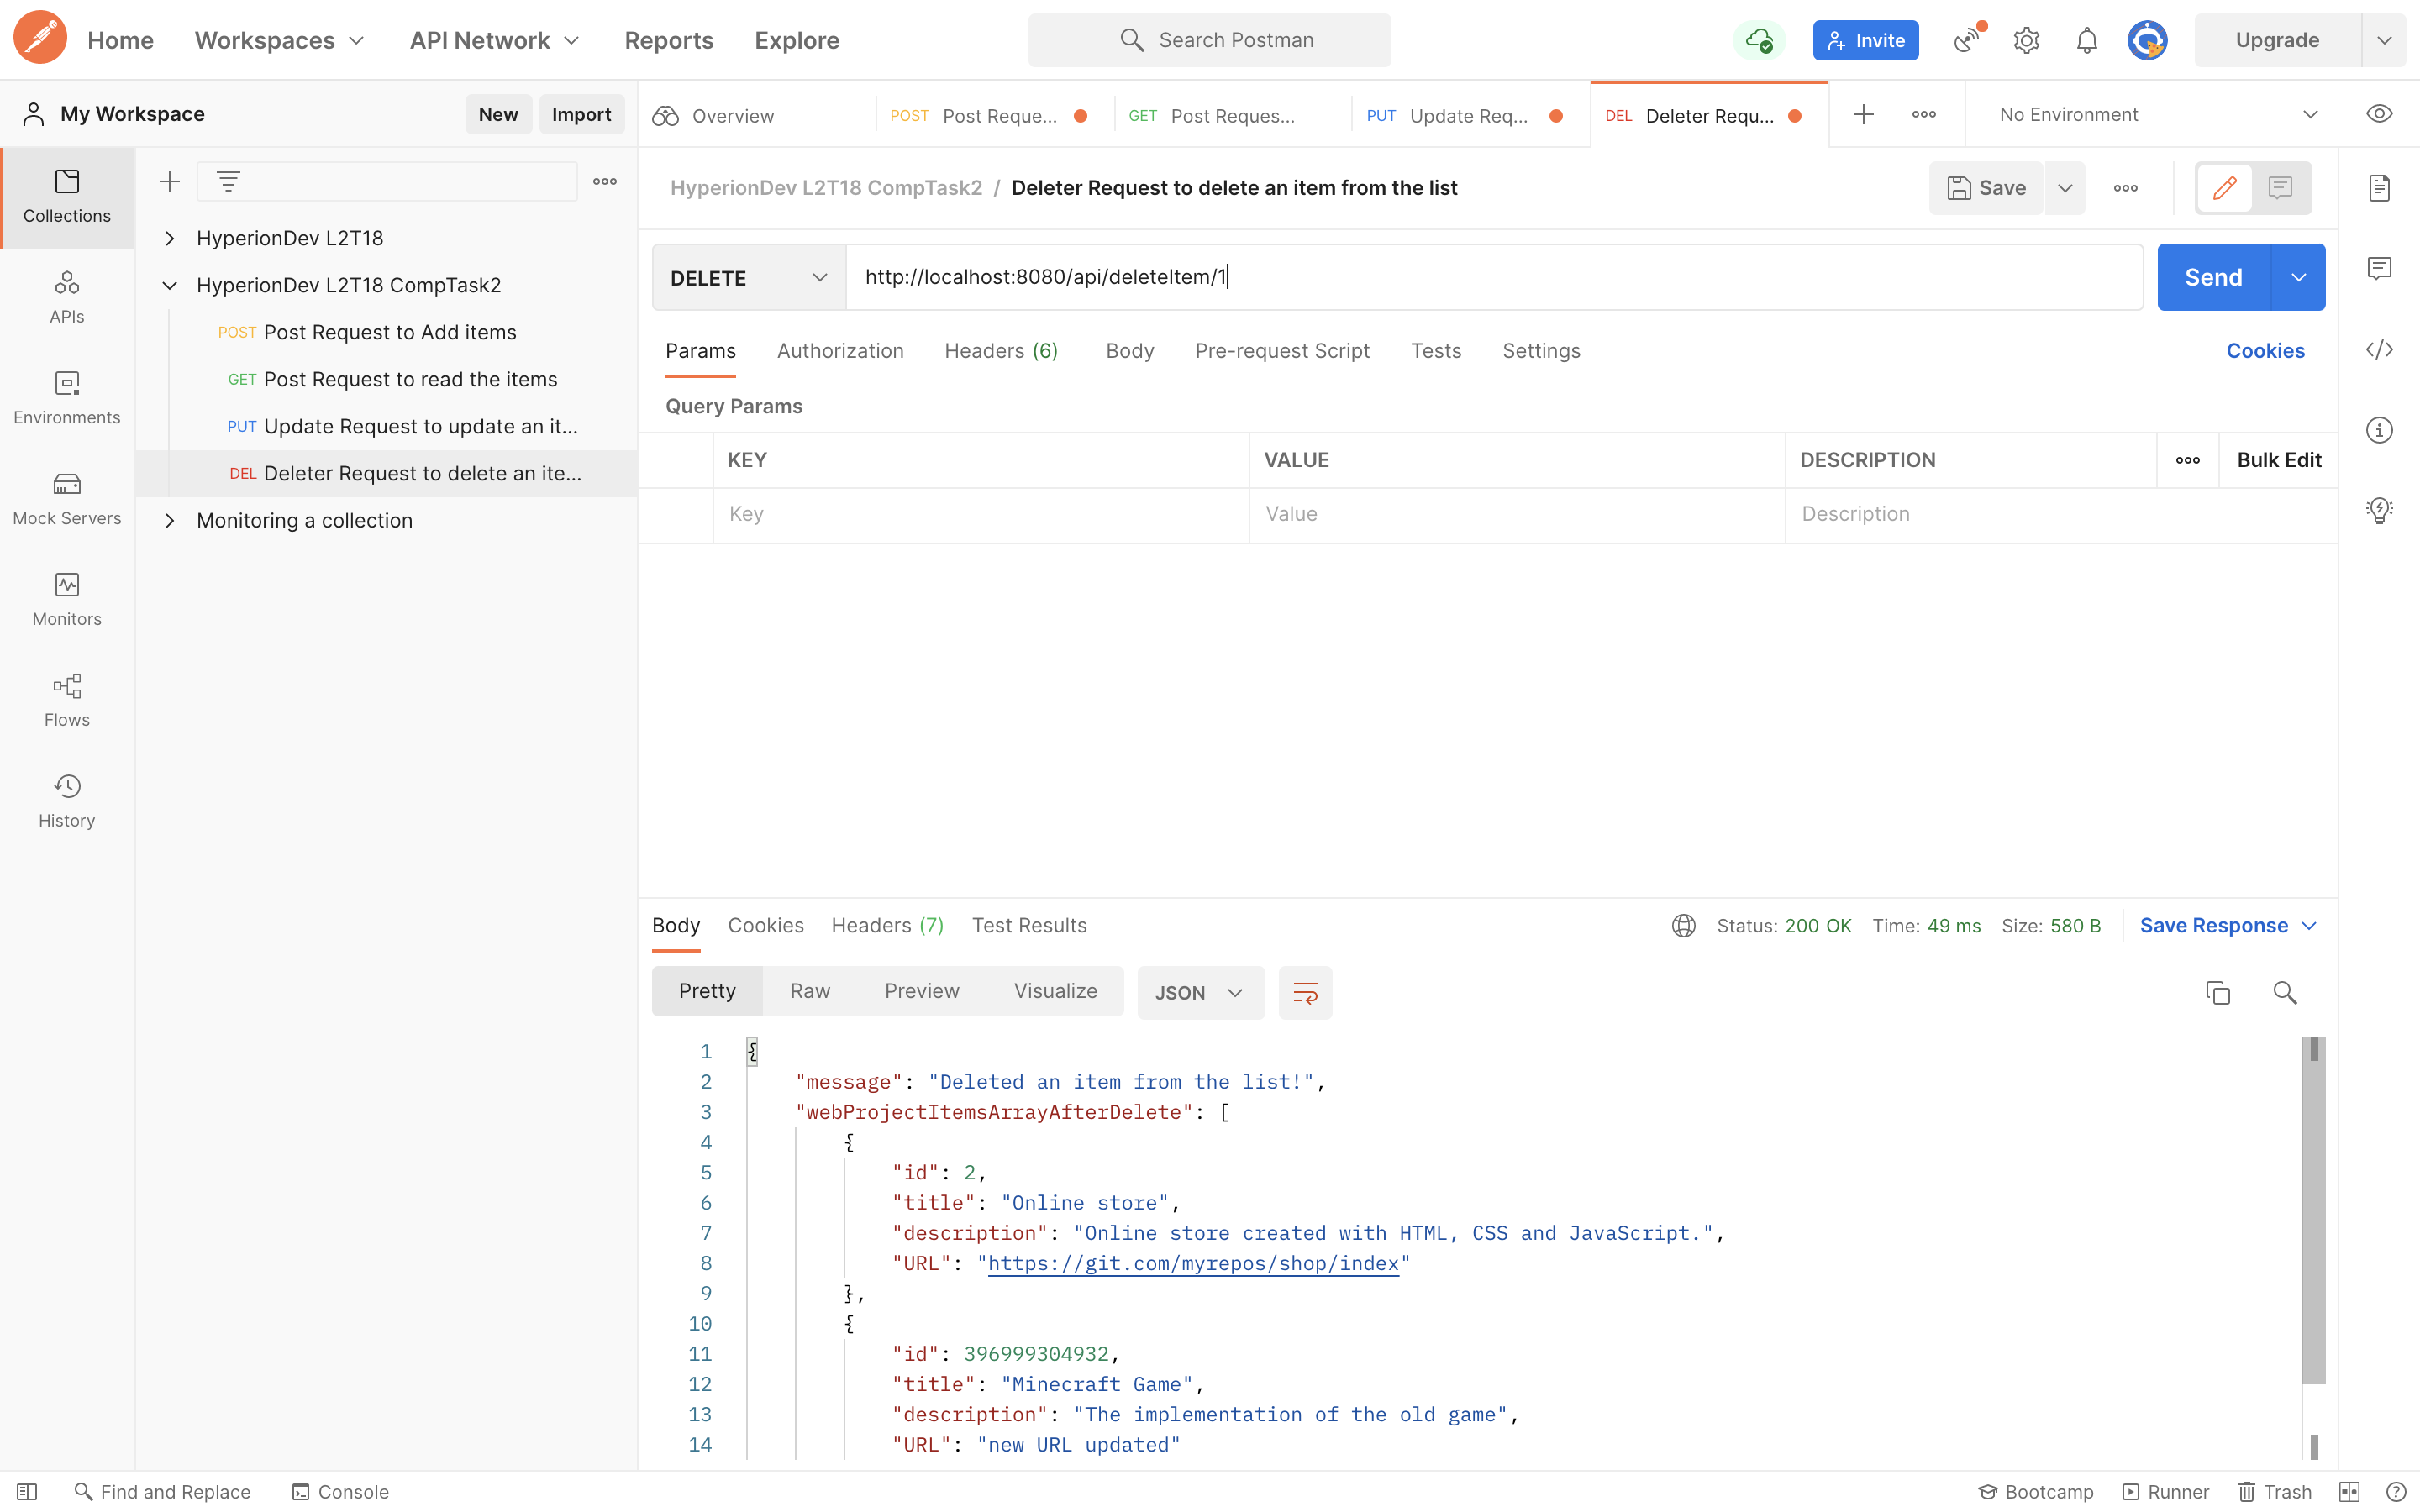 Home Workspaces API Network Reports Explore Search Postman Invite Upgrade
My Workspace New Import
Overview POST Post Reque... GET Post Reques... PUT Update Req... DEL Deleter Requ... No Environment
Collections
APIs
Environments
Mock Servers
Monitors
Flows
History
HyperionDev L2T18
HyperionDev L2T18 CompTask2
POST Post Request to Add items
GET Post Request to read the items
PUT Update Request to update an it...
DEL Deleter Request to delete an ite...
Monitoring a collection
HyperionDev L2T18 CompTask2 / Deleter Request to delete an item from the list Save
DELETE http://localhost:8080/api/deleteItem/1 Send
Params Authorization Headers (6) Body Pre-request Script Tests Settings Cookies
Query Params
KEY VALUE DESCRIPTION Bulk Edit
Key Value Description
Body Cookies Headers (7) Test Results Status: 200 OK Time: 49 ms Size: 580 B Save Response
Pretty Raw Preview Visualize JSON
1 {
2 "message": "Deleted an item from the list!",
3 "webProjectItemsArrayAfterDelete": [
4 {
5 "id": 2,
6 "title": "Online store",
7 "description": "Online store created with HTML, CSS and JavaScript.",
8 "URL": "https://git.com/myrepos/shop/index"
9 },
10 {
11 "id": 396999304932,
12 "title": "Minecraft Game",
13 "description": "The implementation of the old game",
14 "URL": "new URL updated"
Find and Replace Console Bootcamp Runner Trash